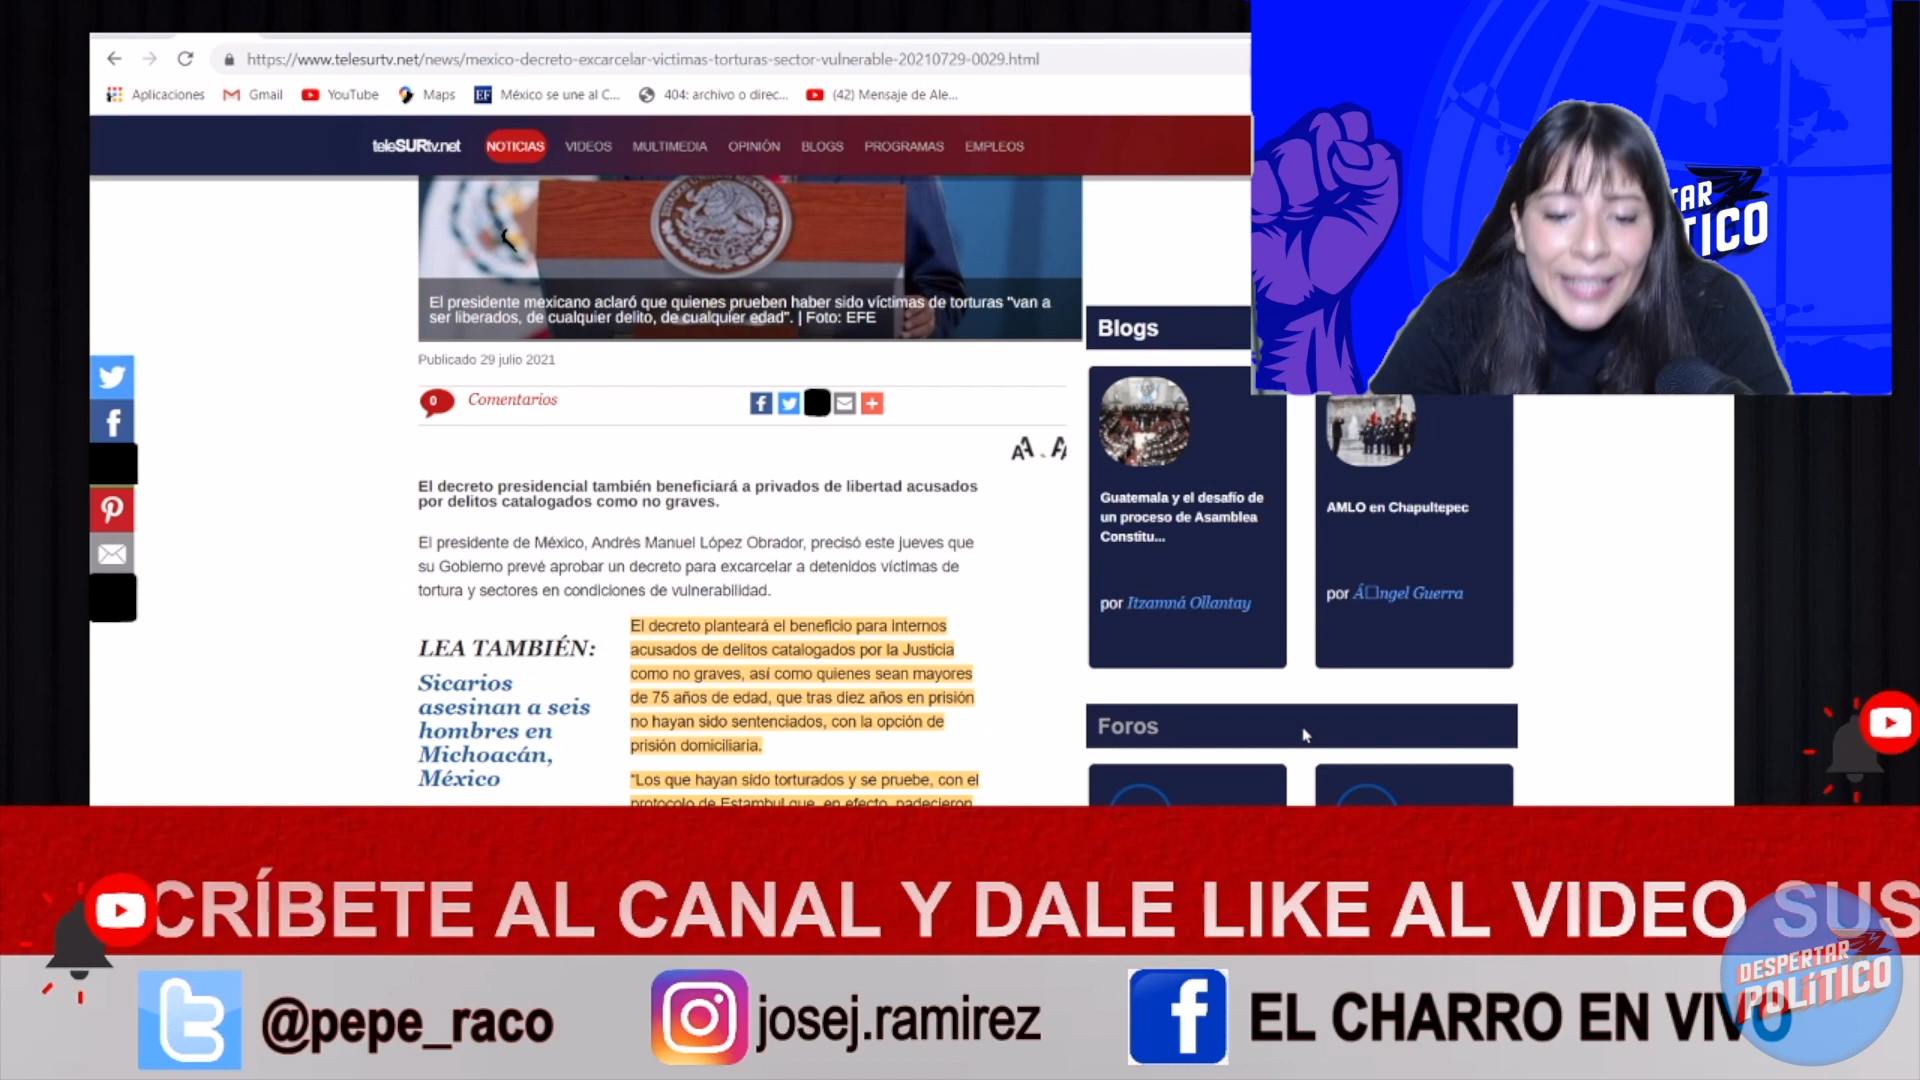 https://www.telesurtv.net/news/mexico-decreto-excarcelar-victimas-torturas-sector-vulnerable-20210729-0029.html
Aplicaciones Gmail YouTube Maps EF México se une al C... 404: archivo o direc... (42) Mensaje de Ale...
teleSURtv.net NOTICIAS VIDEOS MULTIMEDIA OPINIÓN BLOGS PROGRAMAS EMPLEOS
TAR
TICO
El presidente mexicano aclaró que quienes prueben haber sido víctimas de torturas "van a
ser liberados, de cualquier delito, de cualquier edad". | Foto: EFE
Publicado 29 julio 2021
0 Comentarios
El decreto presidencial también beneficiará a privados de libertad acusados
por delitos catalogados como no graves.
El presidente de México, Andrés Manuel López Obrador, precisó este jueves que
su Gobierno prevé aprobar un decreto para excarcelar a detenidos víctimas de
tortura y sectores en condiciones de vulnerabilidad.
LEA TAMBIÉN:
Sicarios
asesinan a seis
hombres en
Michoacán,
México
El decreto planteará el beneficio para internos
acusados de delitos catalogados por la Justicia
como no graves, así como quienes sean mayores
de 75 años de edad, que tras diez años en prisión
no hayan sido sentenciados, con la opción de
prisión domiciliaria.
"Los que hayan sido torturados y se pruebe, con el
protocolo de Estambul que, en efecto, padecieron
Blogs
Guatemala y el desafío de
un proceso de Asamblea
Constitu...
por Itzamná Ollantay
AMLO en Chapultepec
por Á□ngel Guerra
Foros
CRÍBETE AL CANAL Y DALE LIKE AL VIDEO SUS
@pepe_raco josej.ramirez EL CHARRO EN VIVO
DESPERTAR
POLÍTICO